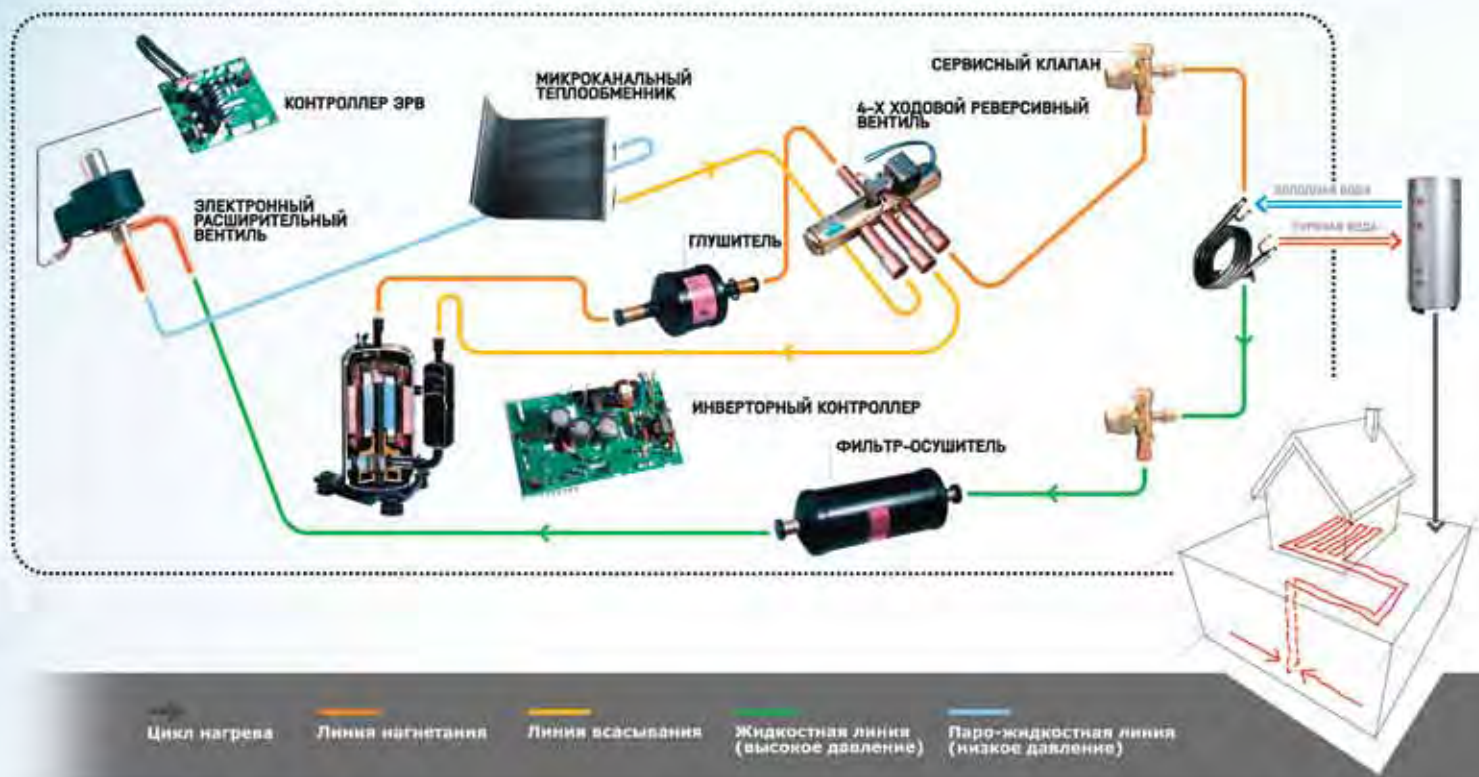 КОНТРОЛЛЕР ЭРВ
МИКРОКАНАЛЬНЫЙ
ТЕПЛООБМЕННИК
СЕРВИСНЫЙ КЛАПАН
4-Х ХОДОВОЙ РЕВЕРСИВНЫЙ
ВЕНТИЛЬ
ЭЛЕКТРОННЫЙ
РАСШИРИТЕЛЬНЫЙ
ВЕНТИЛЬ
ГЛУШИТЕЛЬ
ХОЛОДНАЯ ВОДА
ГОРЯЧАЯ ВОДА
ИНВЕРТОРНЫЙ КОНТРОЛЛЕР
ФИЛЬТР-ОСУШИТЕЛЬ
Цикл нагрева
Линия нагнетания
Линия всасывания
Жидкостная линия
(высокое давление)
Паро-жидкостная линия
(низкое давление)